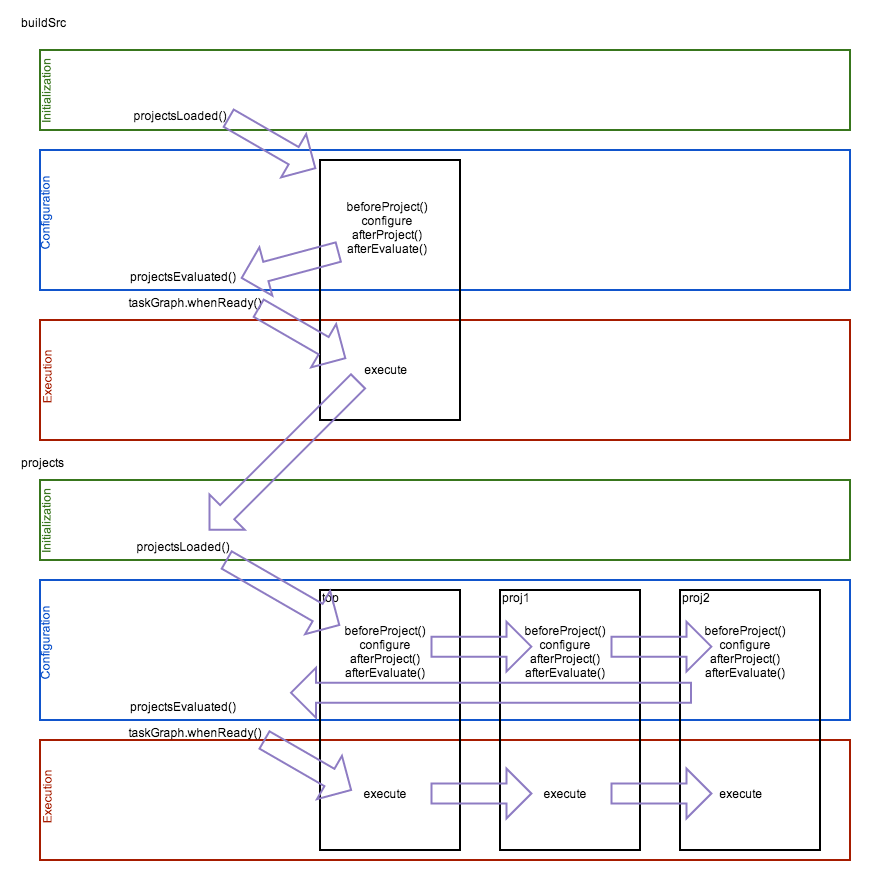 buildSrc
Initialization
projectsLoaded()
Configuration
beforeProject()
configure
afterProject()
afterEvaluate()
projectsEvaluated()
taskGraph.whenReady()
Execution
execute
projects
Initialization
projectsLoaded()
Configuration
top
proj1
proj2
beforeProject()
configure
afterProject()
afterEvaluate()
beforeProject()
configure
afterProject()
afterEvaluate()
beforeProject()
configure
afterProject()
afterEvaluate()
projectsEvaluated()
taskGraph.whenReady()
Execution
execute
execute
execute